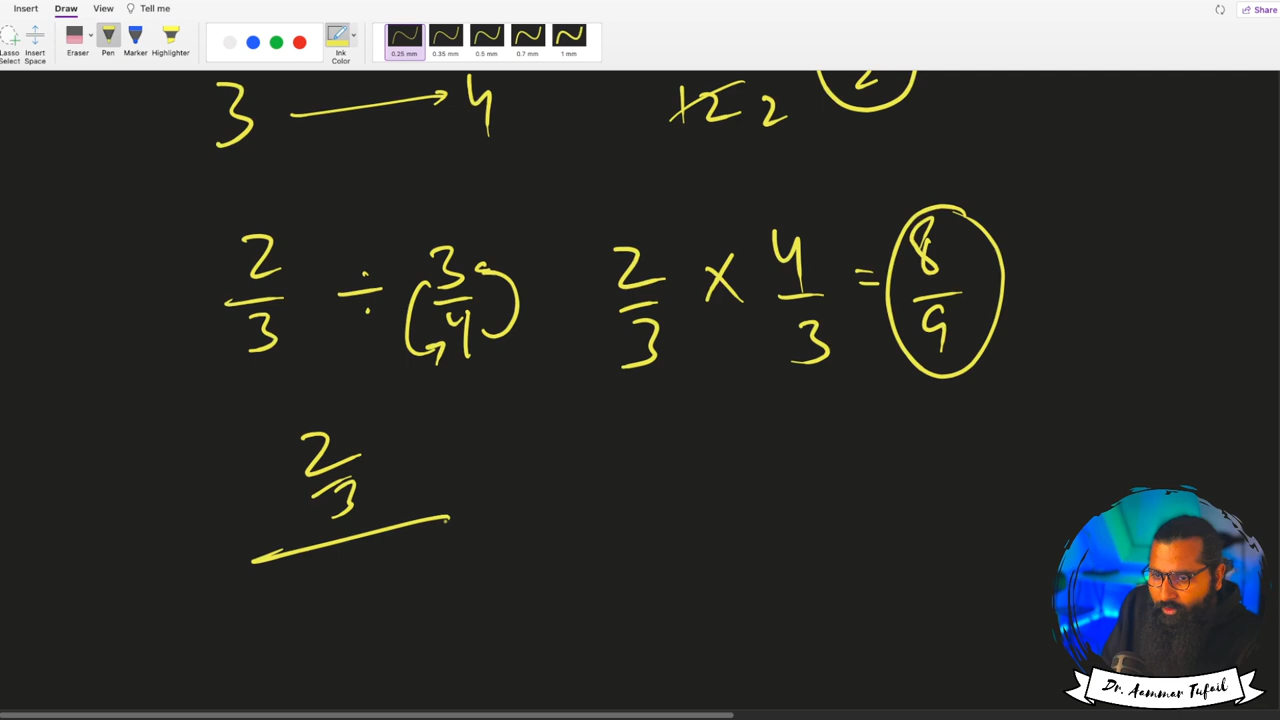 Insert Draw View Tell me Share
Lasso Select Insert Space Eraser Pen Marker Highlighter Ink Color 0.25 mm 0.35 mm 0.5 mm 0.7 mm 1 mm
3 → 4 12 2 2
2/3 ÷ 3/4 2/3 × 4/3 = 8/9
2/3
Dr. Aammar Tufail